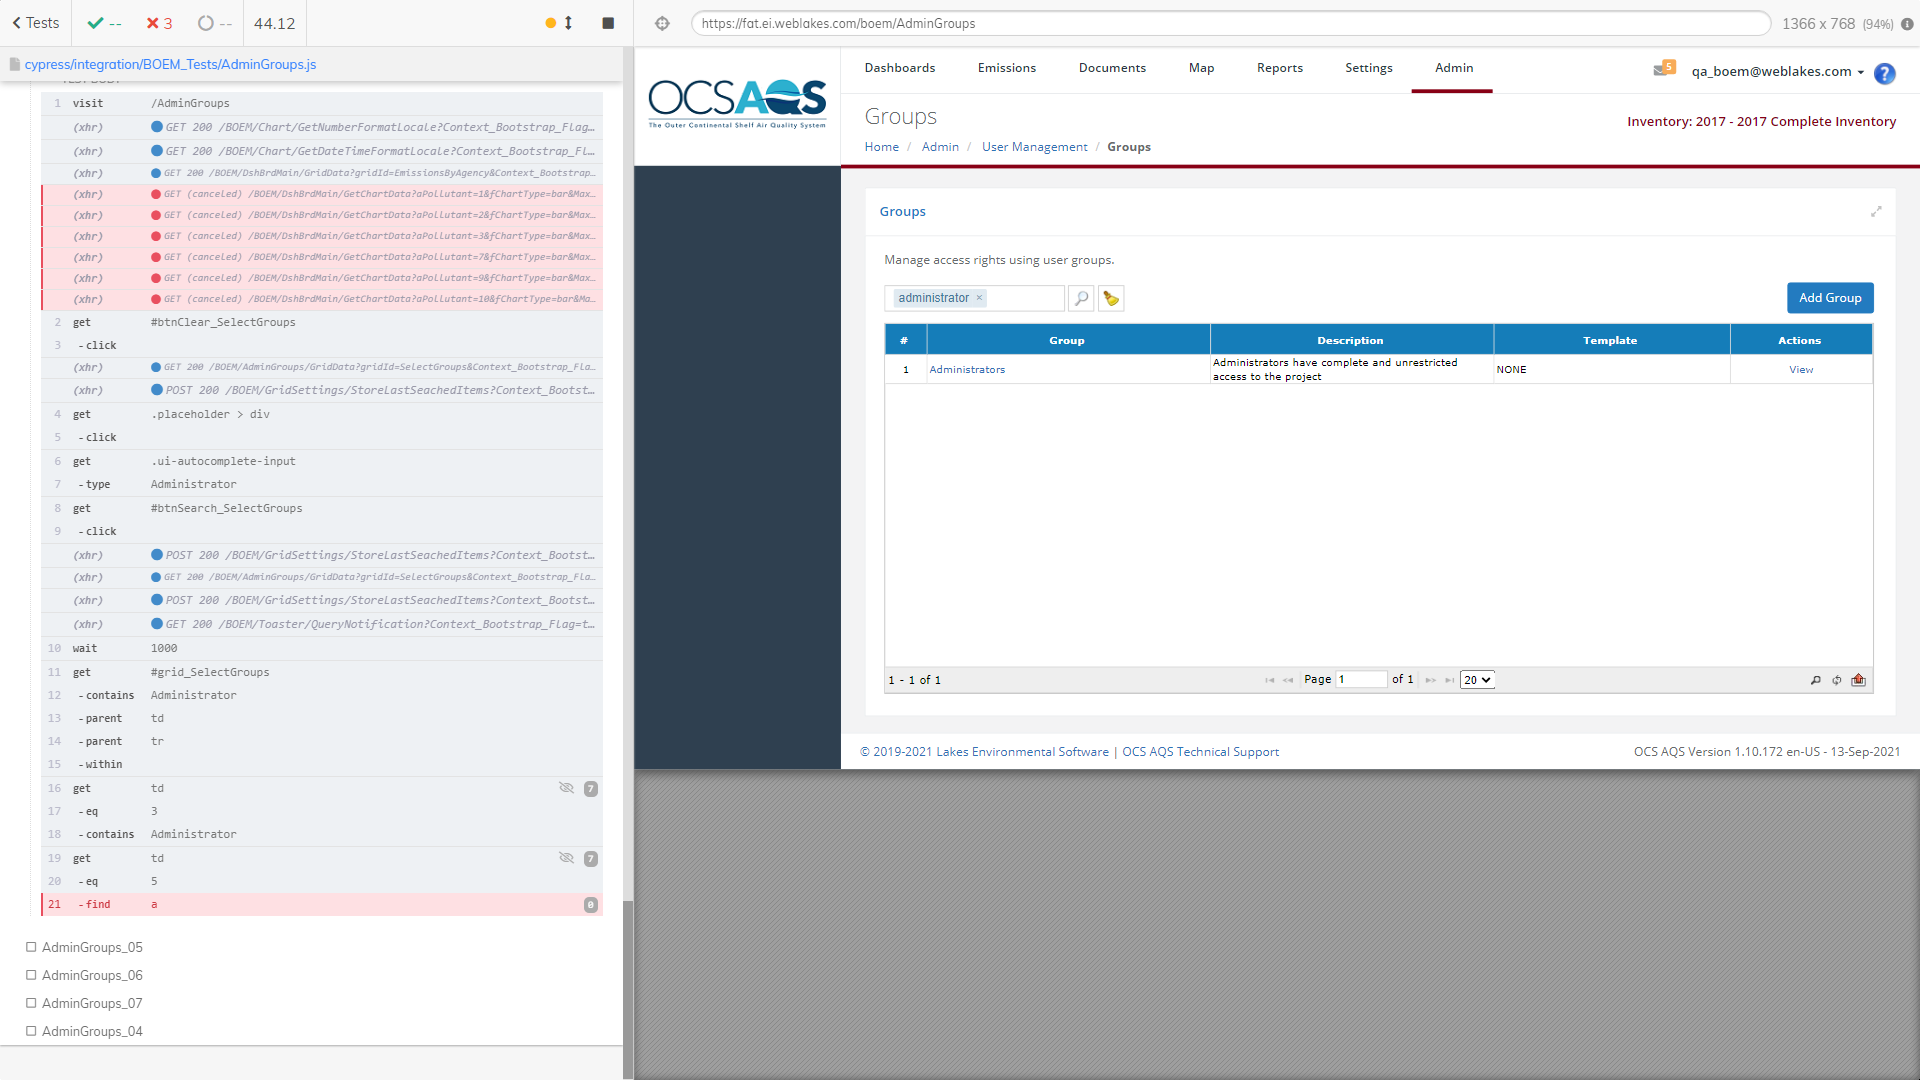 Tests
--
3
--
44.12
cypress/integration/BOEM_Tests/AdminGroups.js
1 visit /AdminGroups
(xhr) GET 200 /BOEM/Chart/GetNumberFormatLocale?Context_Bootstrap_Flag…
(xhr) GET 200 /BOEM/Chart/GetDateTimeFormatLocale?Context_Bootstrap_Fl…
(xhr) GET 200 /BOEM/DshBrdMain/GridData?gridId=EmissionsByAgency&Context_Bootstrap…
(xhr) GET (canceled) /BOEM/DshBrdMain/GetChartData?aPollutant=1&fChartType=bar&Max…
(xhr) GET (canceled) /BOEM/DshBrdMain/GetChartData?aPollutant=2&fChartType=bar&Max…
(xhr) GET (canceled) /BOEM/DshBrdMain/GetChartData?aPollutant=3&fChartType=bar&Max…
(xhr) GET (canceled) /BOEM/DshBrdMain/GetChartData?aPollutant=7&fChartType=bar&Max…
(xhr) GET (canceled) /BOEM/DshBrdMain/GetChartData?aPollutant=9&fChartType=bar&Max…
(xhr) GET (canceled) /BOEM/DshBrdMain/GetChartData?aPollutant=10&fChartType=bar&Ma…
2 get #btnClear_SelectGroups
3 -click
(xhr) GET 200 /BOEM/AdminGroups/GridData?gridId=SelectGroups&Context_Bootstrap_Fla…
(xhr) POST 200 /BOEM/GridSettings/StoreLastSeachedItems?Context_Bootst…
4 get .placeholder > div
5 -click
6 get .ui-autocomplete-input
7 -type Administrator
8 get #btnSearch_SelectGroups
9 -click
(xhr) POST 200 /BOEM/GridSettings/StoreLastSeachedItems?Context_Bootst…
(xhr) GET 200 /BOEM/AdminGroups/GridData?gridId=SelectGroups&Context_Bootstrap_Fla…
(xhr) POST 200 /BOEM/GridSettings/StoreLastSeachedItems?Context_Bootst…
(xhr) GET 200 /BOEM/Toaster/QueryNotification?Context_Bootstrap_Flag=t…
10 wait 1000
11 get #grid_SelectGroups
12 -contains Administrator
13 -parent td
14 -parent tr
15 -within
16 get td 7
17 -eq 3
18 -contains Administrator
19 get td 7
20 -eq 5
21 -find a 0
AdminGroups_05
AdminGroups_06
AdminGroups_07
AdminGroups_04
https://fat.ei.weblakes.com/boem/AdminGroups
1366 x 768 (94%)
OCSAQS
The Outer Continental Shelf Air Quality System
Dashboards Emissions Documents Map Reports Settings Admin
5 qa_boem@weblakes.com ?
Groups
Inventory: 2017 - 2017 Complete Inventory
Home / Admin / User Management / Groups
Groups
Manage access rights using user groups.
administrator ×
Add Group
# Group Description Template Actions
1 Administrators Administrators have complete and unrestricted access to the project NONE View
1 - 1 of 1 Page 1 of 1 20
© 2019-2021 Lakes Environmental Software | OCS AQS Technical Support
OCS AQS Version 1.10.172 en-US - 13-Sep-2021